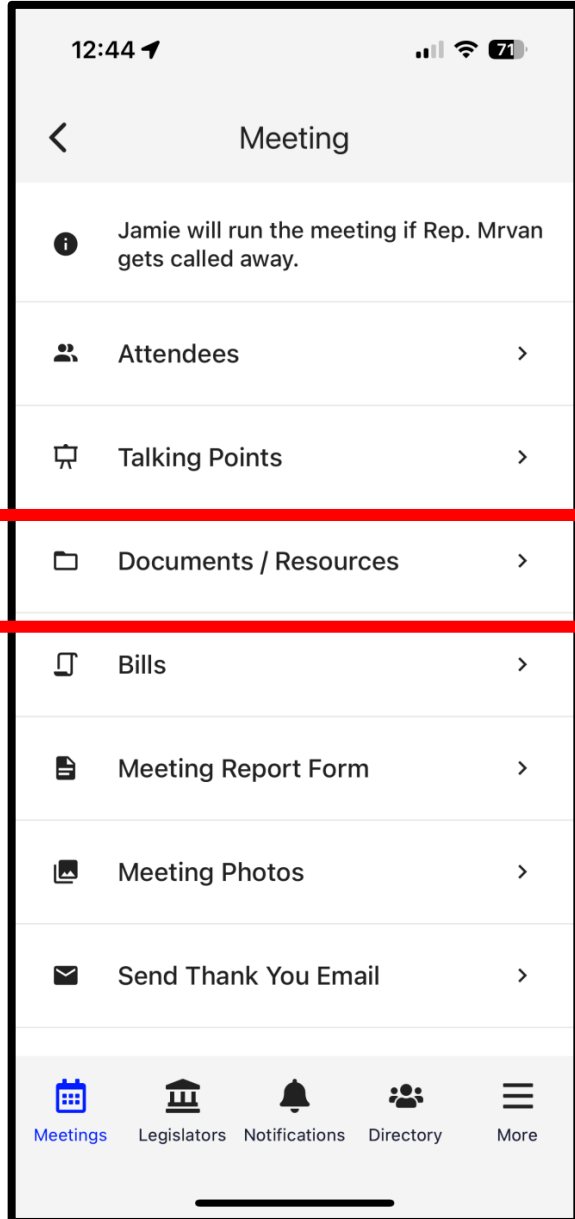 12:44
71
Meeting
Jamie will run the meeting if Rep. Mrvan
gets called away.
Attendees
Talking Points
Documents / Resources
Bills
Meeting Report Form
Meeting Photos
Send Thank You Email
Meetings Legislators Notifications Directory More